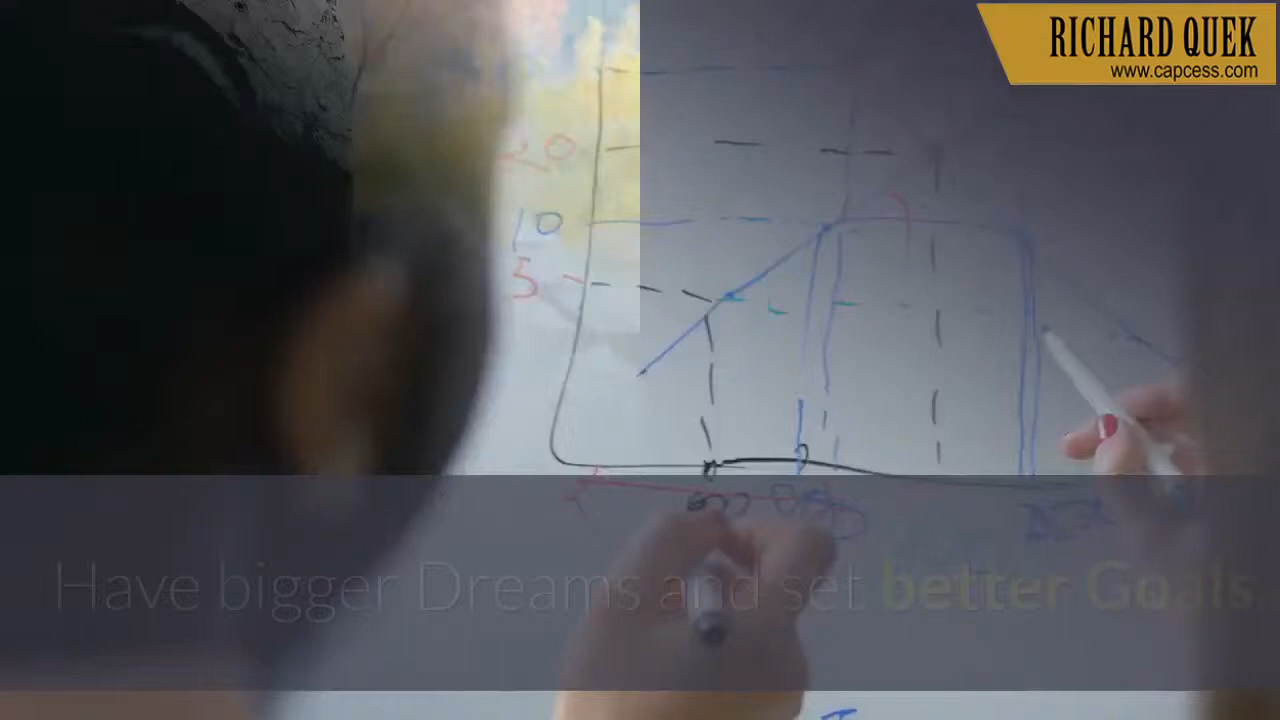 RICHARD QUEK
www.capcess.com
20
10
5
Have bigger Dreams and set better Goals.